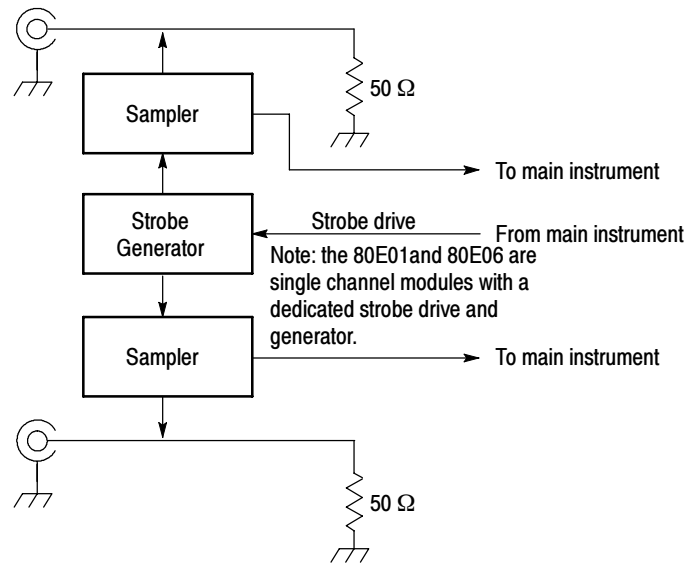 50 Ω
Sampler
To main instrument
Strobe
Generator
Strobe drive
From main instrument
Note: the 80E01and 80E06 are
single channel modules with a
dedicated strobe drive and
generator.
Sampler
To main instrument
50 Ω